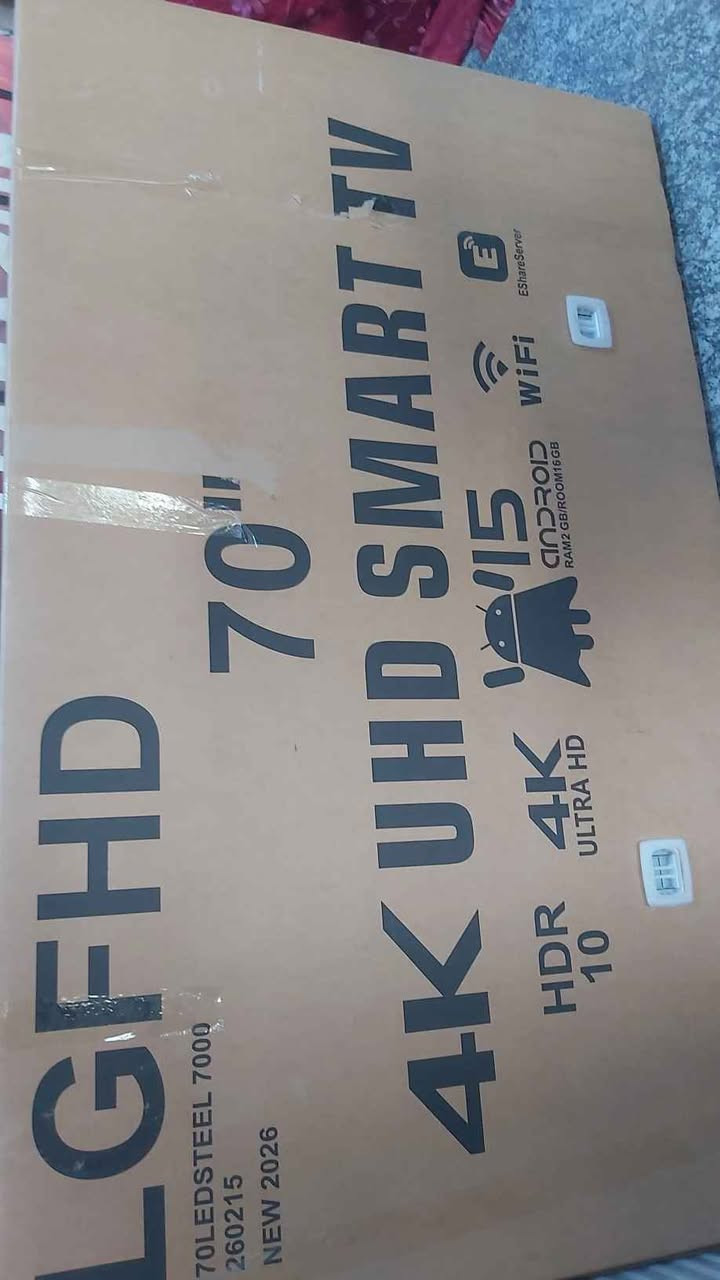 LGFHD
70LEDSTEEL 7000
260215
NEW 2026
70"
4K UHD SMART TV
HDR
10
4K
ULTRA HD
'15
ANDROID
RAM2 GB/ROOM16GB
WiFi
E
EShareServer